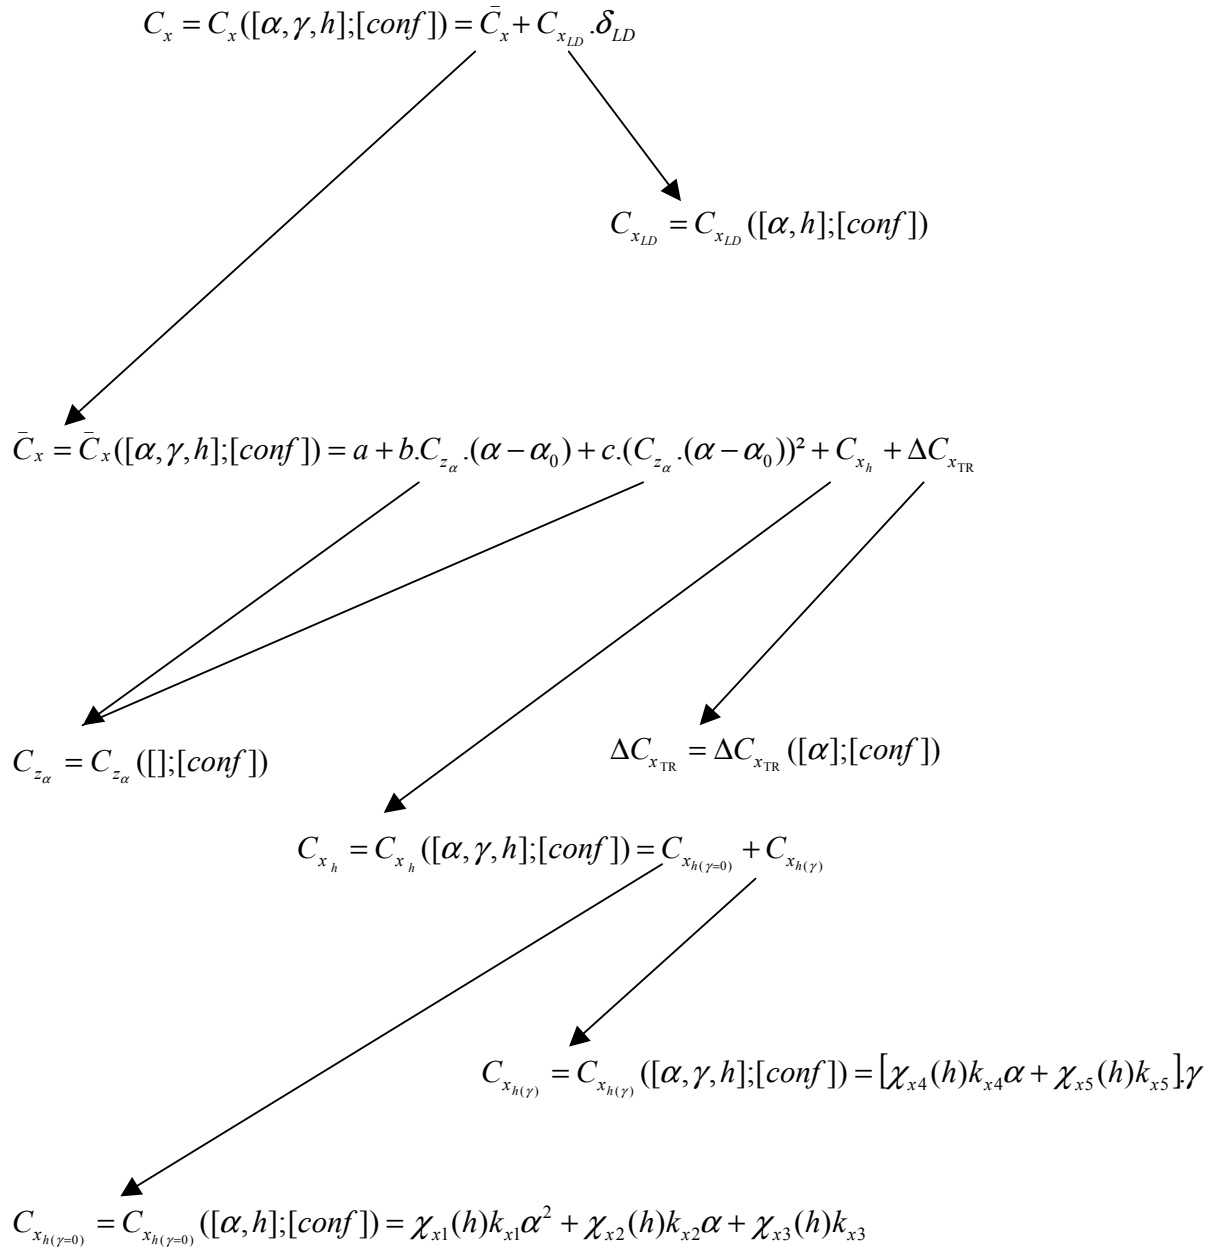 C_x = C_x([α,γ,h];[conf]) = C̄_x + C_{x_{LD}}.δ_{LD}
C_{x_{LD}} = C_{x_{LD}}([α,h];[conf])
C̄_x = C̄_x([α,γ,h];[conf]) = a + b.C_{z_α}.(α − α_0) + c.(C_{z_α}.(α − α_0))² + C_{x_h} + ΔC_{x_{TR}}
C_{z_α} = C_{z_α}([];[conf])
ΔC_{x_{TR}} = ΔC_{x_{TR}}([α];[conf])
C_{x_h} = C_{x_h}([α,γ,h];[conf]) = C_{x_{h(γ=0)}} + C_{x_{h(γ)}}
C_{x_{h(γ)}} = C_{x_{h(γ)}}([α,γ,h];[conf]) = [χ_{x4}(h)k_{x4}α + χ_{x5}(h)k_{x5}].γ
C_{x_{h(γ=0)}} = C_{x_{h(γ=0)}}([α,h];[conf]) = χ_{x1}(h)k_{x1}α² + χ_{x2}(h)k_{x2}α + χ_{x3}(h)k_{x3}